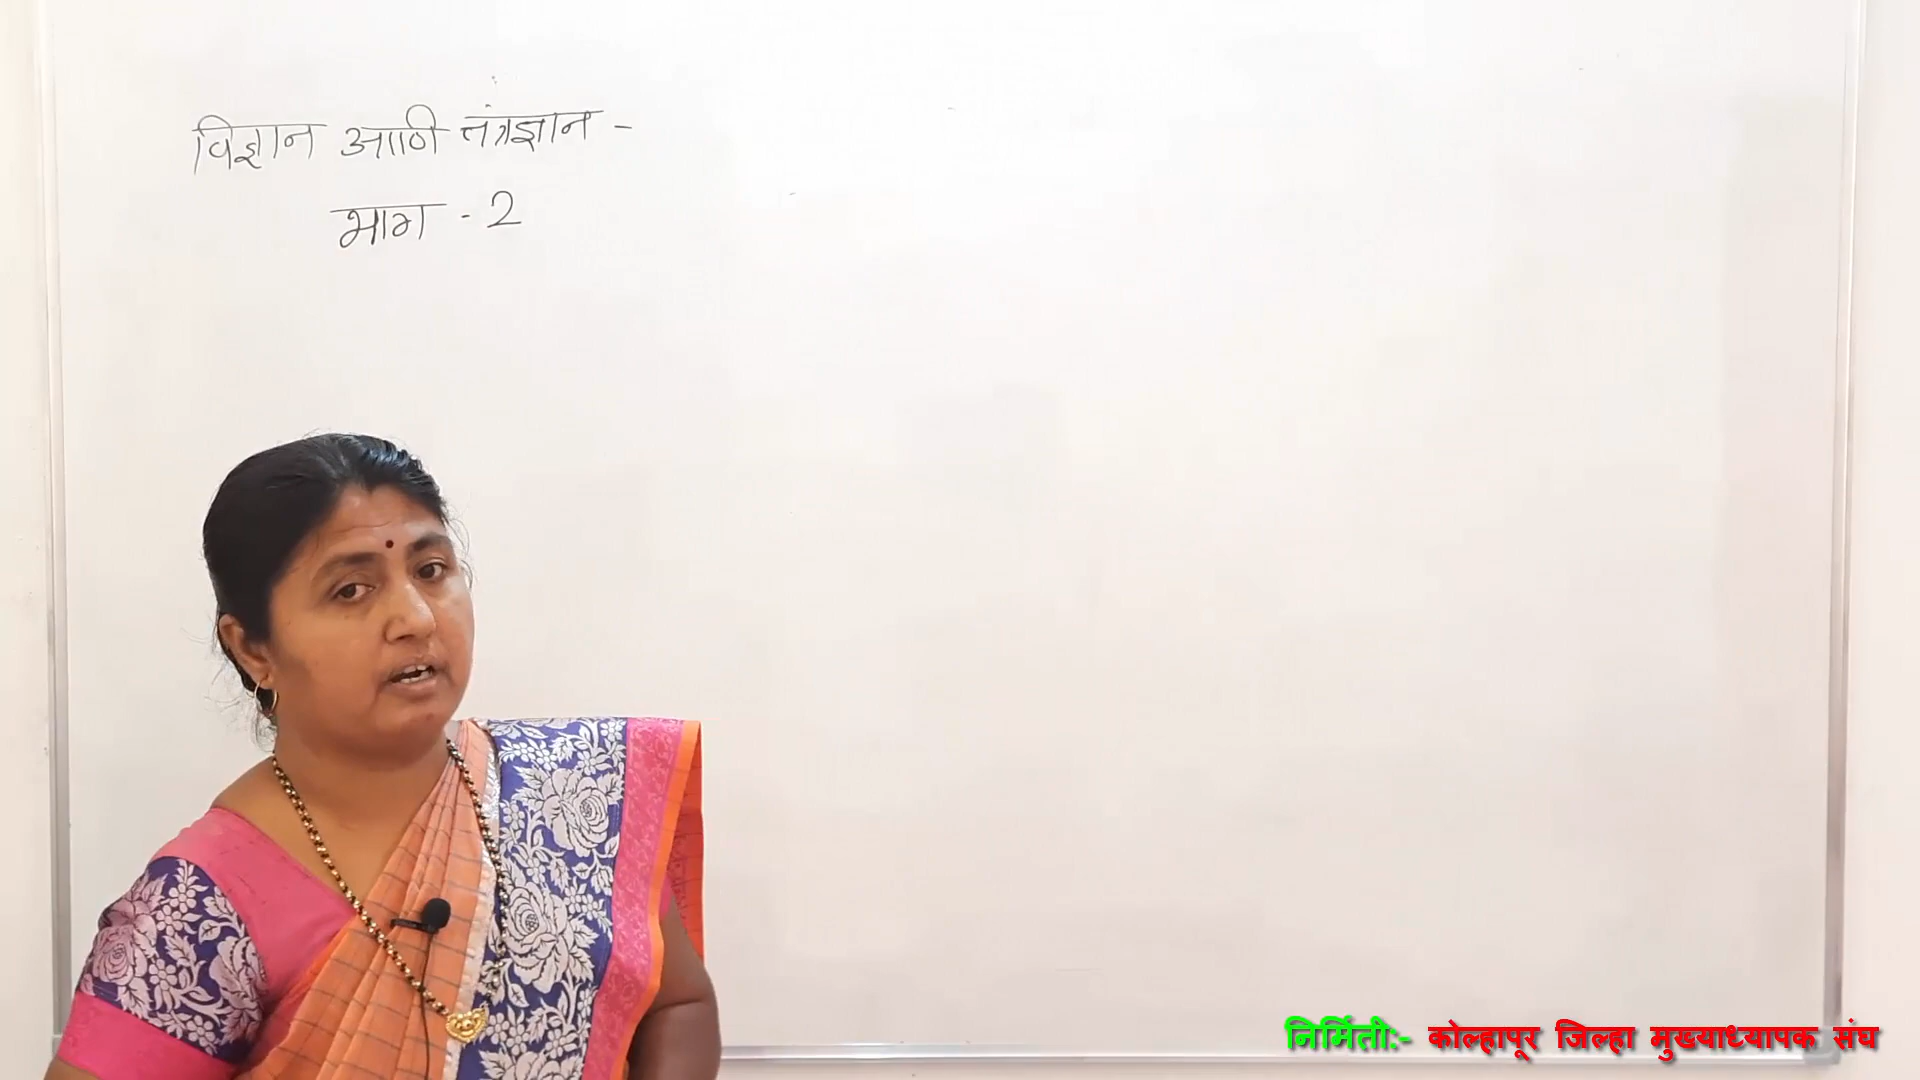 विज्ञान आणि तंत्रज्ञान -
भाग - 2
निर्मिती:- कोल्हापूर जिल्हा मुख्याध्यापक संघ